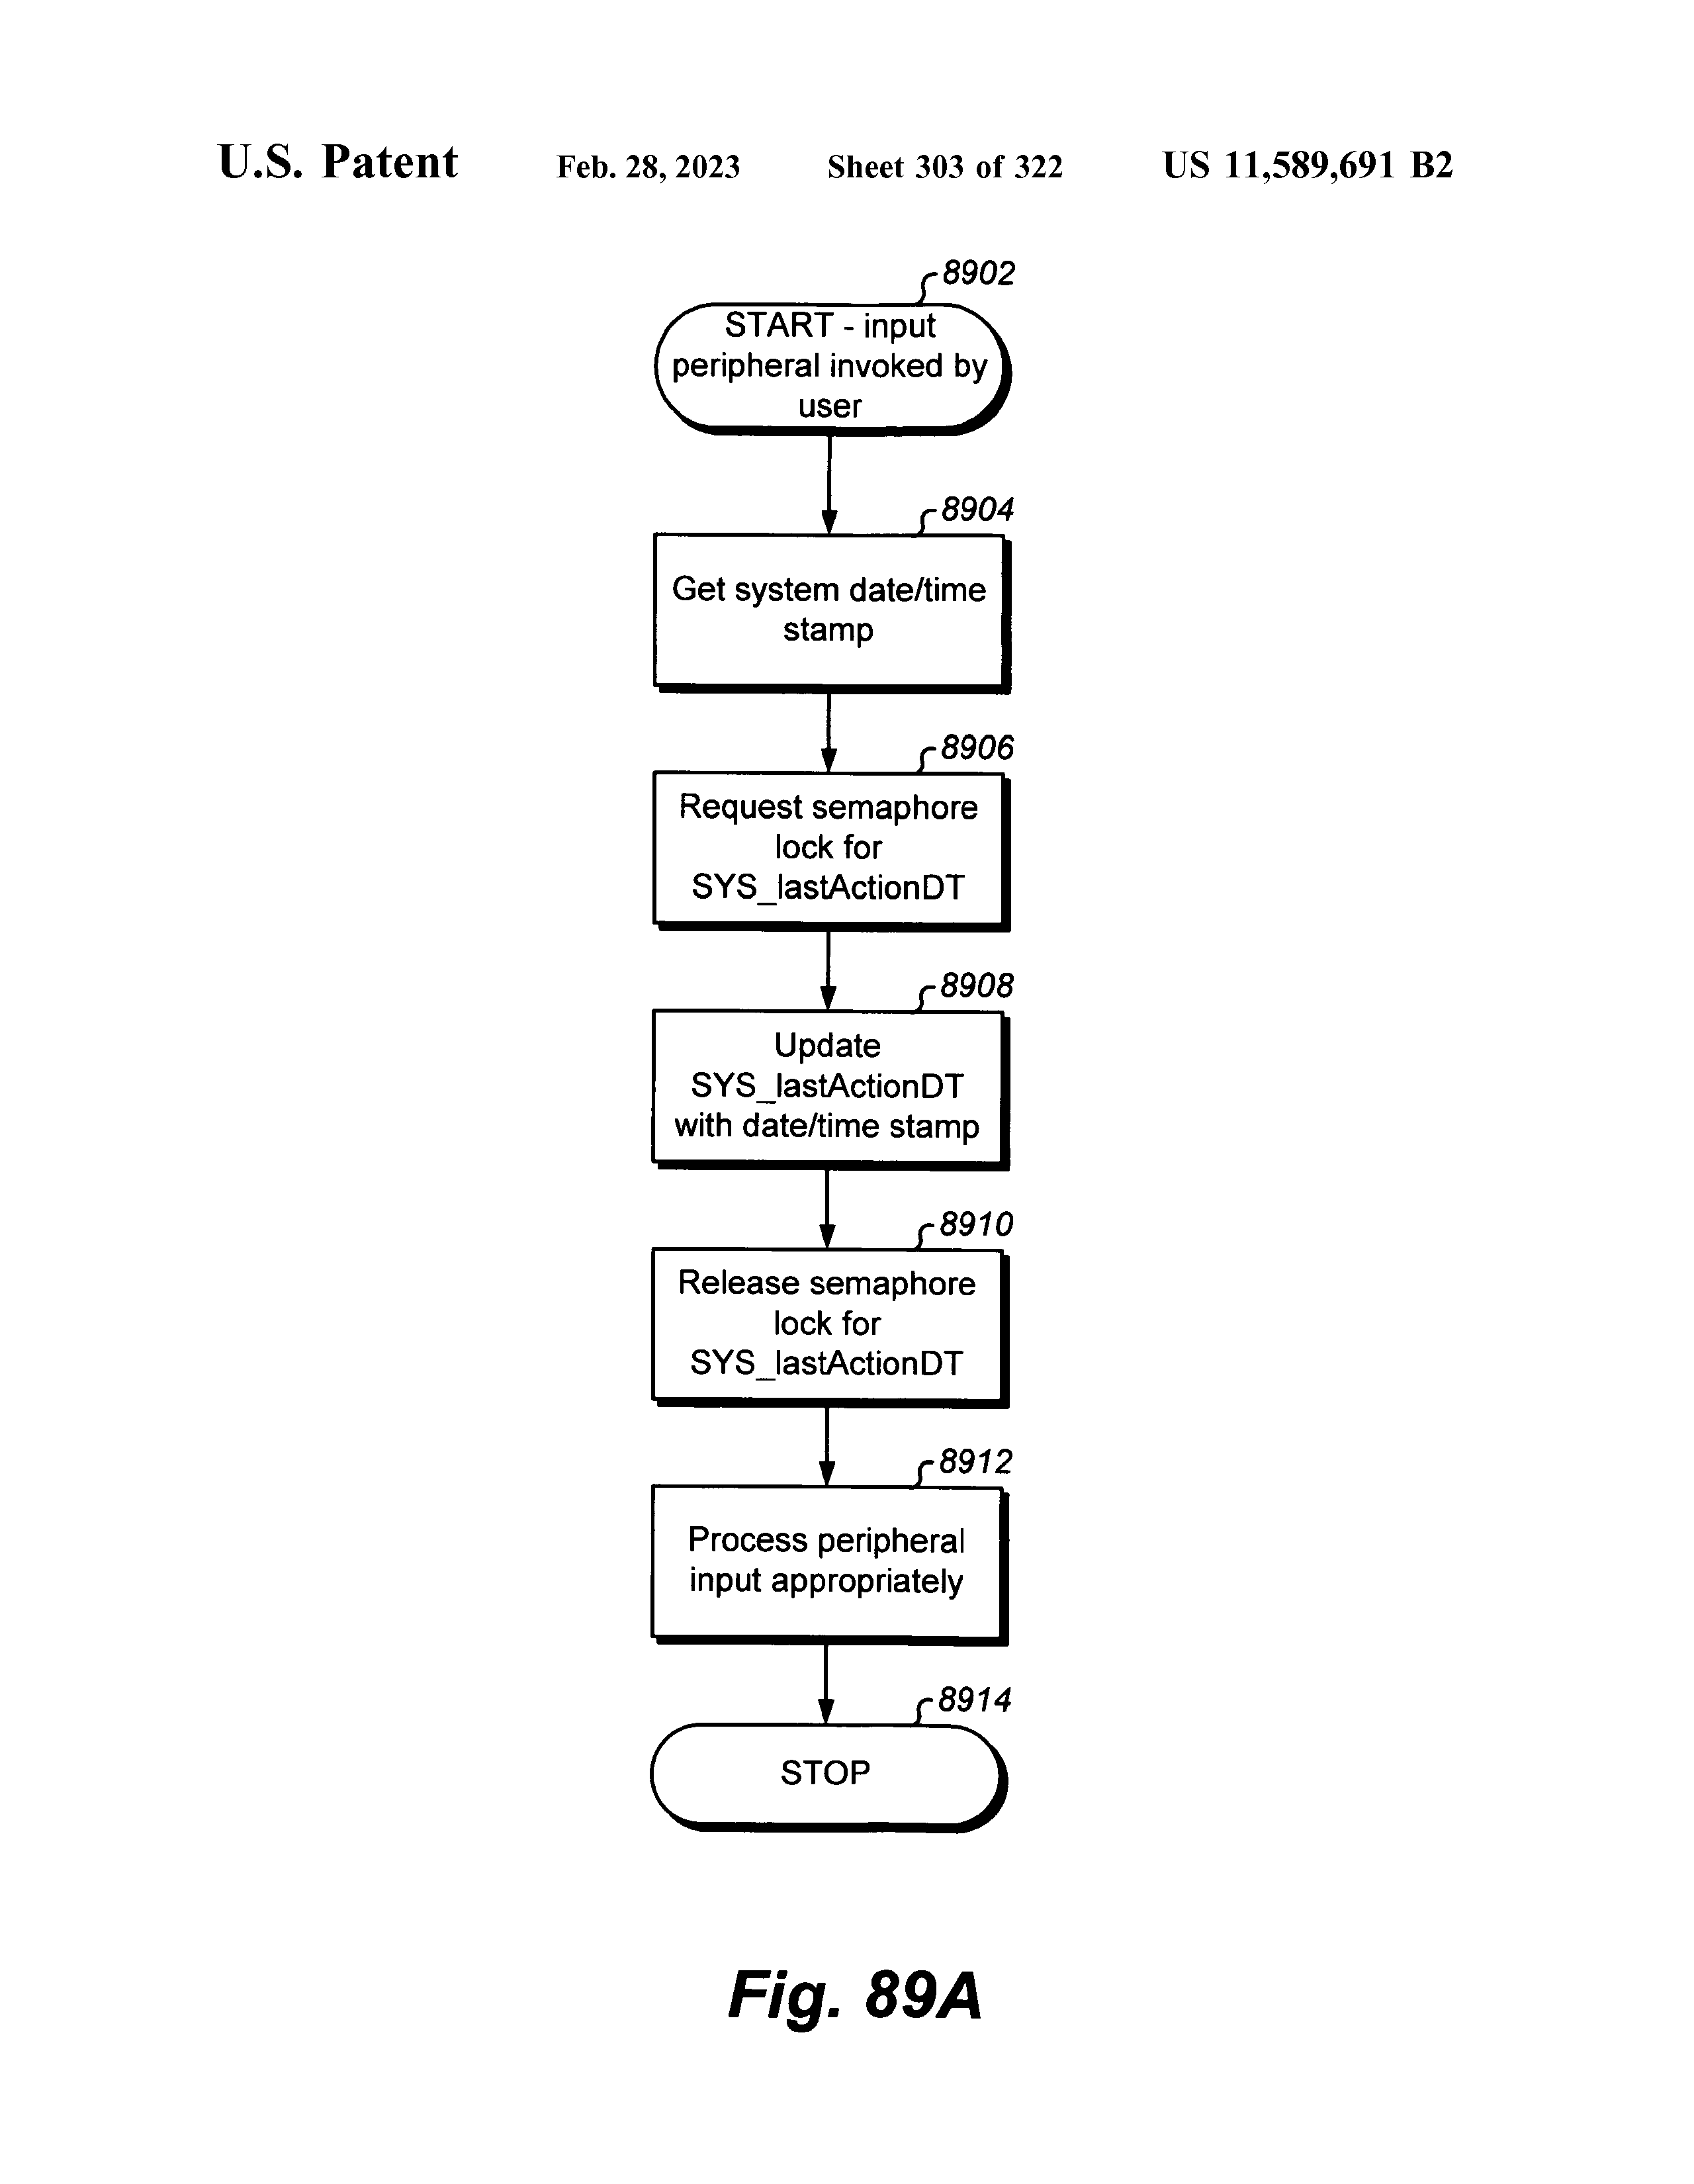 U.S. Patent Feb. 28, 2023 Sheet 303 of 322 US 11,589,691 B2
8902
START - input
peripheral invoked by
user
8904
Get system date/time
stamp
8906
Request semaphore
lock for
SYS_lastActionDT
8908
Update
SYS_lastActionDT
with date/time stamp
8910
Release semaphore
lock for
SYS_lastActionDT
8912
Process peripheral
input appropriately
8914
STOP
Fig. 89A